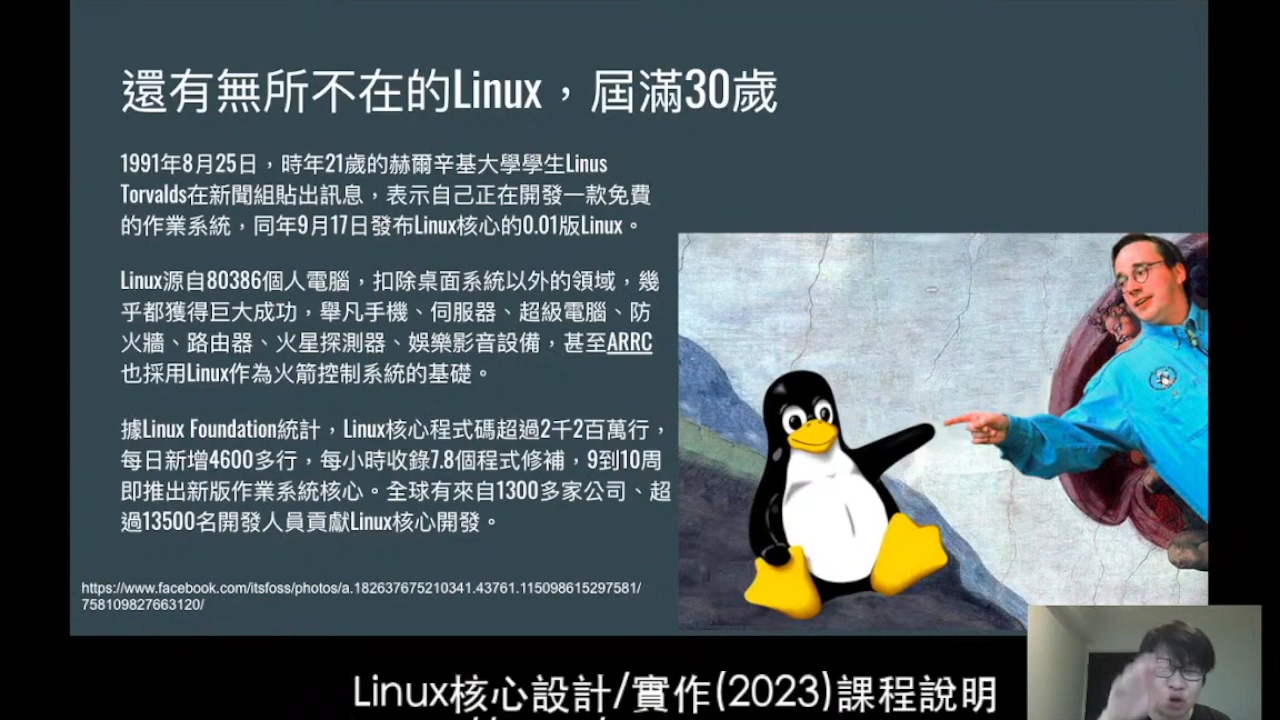 還有無所不在的Linux，屆滿30歲
1991年8月25日，時年21歲的赫爾辛基大學學生Linus
Torvalds在新聞組貼出訊息，表示自己正在開發一款免費
的作業系統，同年9月17日發布Linux核心的0.01版Linux。
Linux源自80386個人電腦，扣除桌面系統以外的領域，幾
乎都獲得巨大成功，舉凡手機、伺服器、超級電腦、防
火牆、路由器、火星探測器、娛樂影音設備，甚至ARRC
也採用Linux作為火箭控制系統的基礎。
據Linux Foundation統計，Linux核心程式碼超過2千2百萬行，
每日新增4600多行，每小時收錄7.8個程式修補，9到10周
即推出新版作業系統核心。全球有來自1300多家公司、超
過13500名開發人員貢獻Linux核心開發。
https://www.facebook.com/itsfoss/photos/a.182637675210341.43761.115098615297581/
758109827663120/
Linux核心設計/實作(2023)課程說明